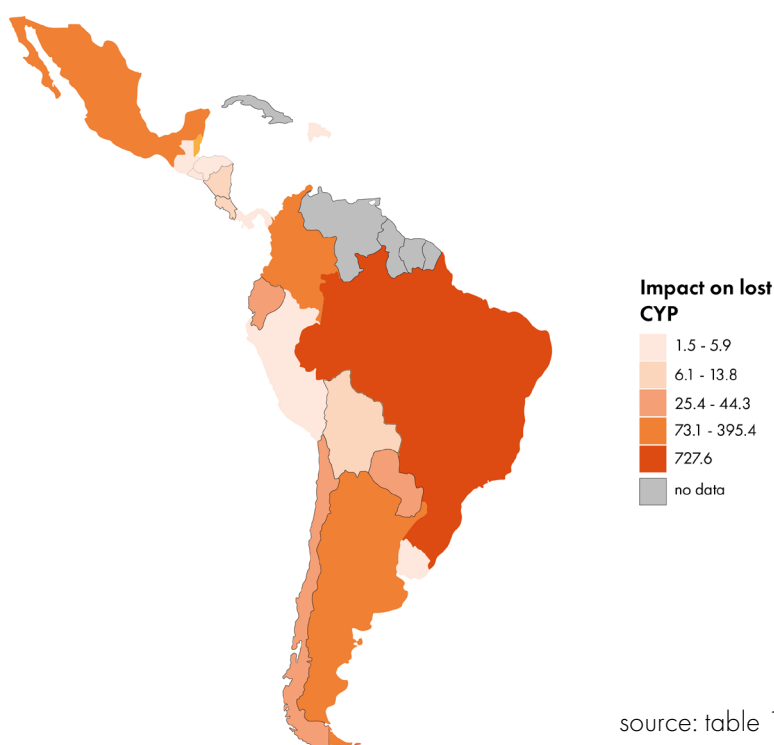 Impact on lost
CYP
1.5 - 5.9
6.1 - 13.8
25.4 - 44.3
73.1 - 395.4
727.6
no data
source: table